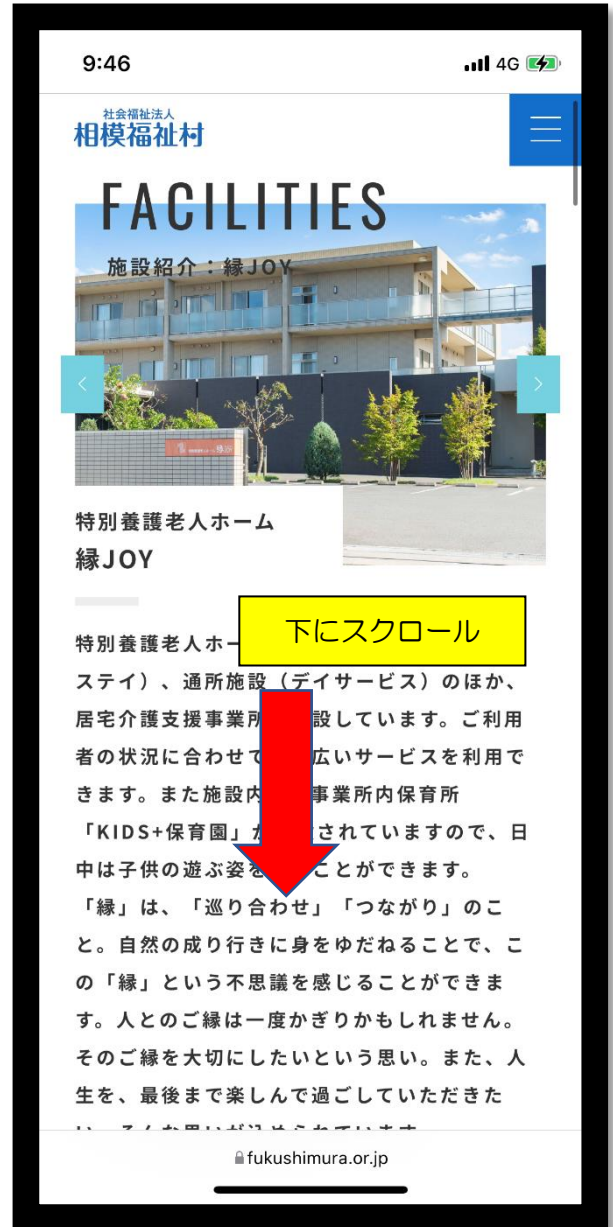 9:46
4G
社会福祉法人
相模福祉村
FACILITIES
施設紹介：縁JOY
特別養護老人ホーム
縁JOY
下にスクロール
特別養護老人ホー
ステイ）、通所施設（デイサービス）のほか、
居宅介護支援事業所 設しています。ご利用
者の状況に合わせて 広いサービスを利用で
きます。また施設内 事業所内保育所
「KIDS+保育園」 されていますので、日
中は子供の遊ぶ姿を ことができます。
「縁」は、「巡り合わせ」「つながり」のこ
と。自然の成り行きに身をゆだねることで、こ
の「縁」という不思議を感じることができま
す。人とのご縁は一度かぎりかもしれません。
そのご縁を大切にしたいという思い。また、人
生を、最後まで楽しんで過ごしていただきた
fukushimura.or.jp